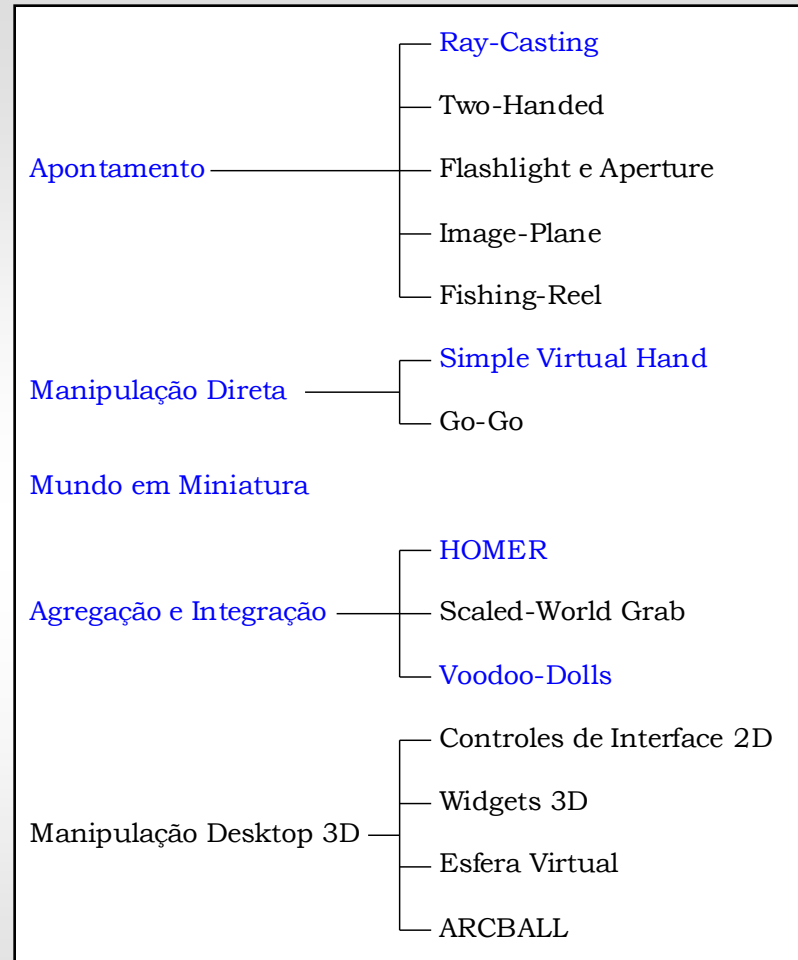 Apontamento
Ray-Casting
Two-Handed
Flashlight e Aperture
Image-Plane
Fishing-Reel
Manipulação Direta
Simple Virtual Hand
Go-Go
Mundo em Miniatura
Agregação e Integração
HOMER
Scaled-World Grab
Voodoo-Dolls
Manipulação Desktop 3D
Controles de Interface 2D
Widgets 3D
Esfera Virtual
ARCBALL